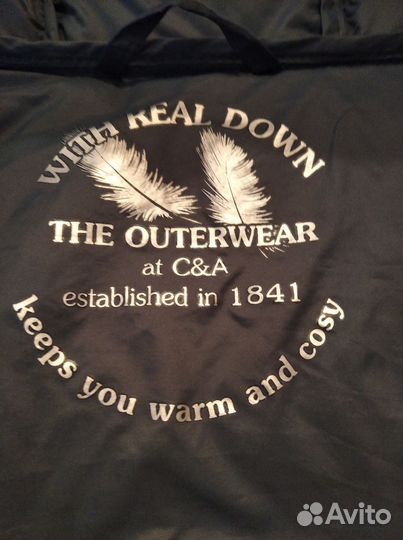 WITH REAL DOWN
THE OUTERWEAR
at C&A
established in 1841
keeps you warm and cosy
Avito